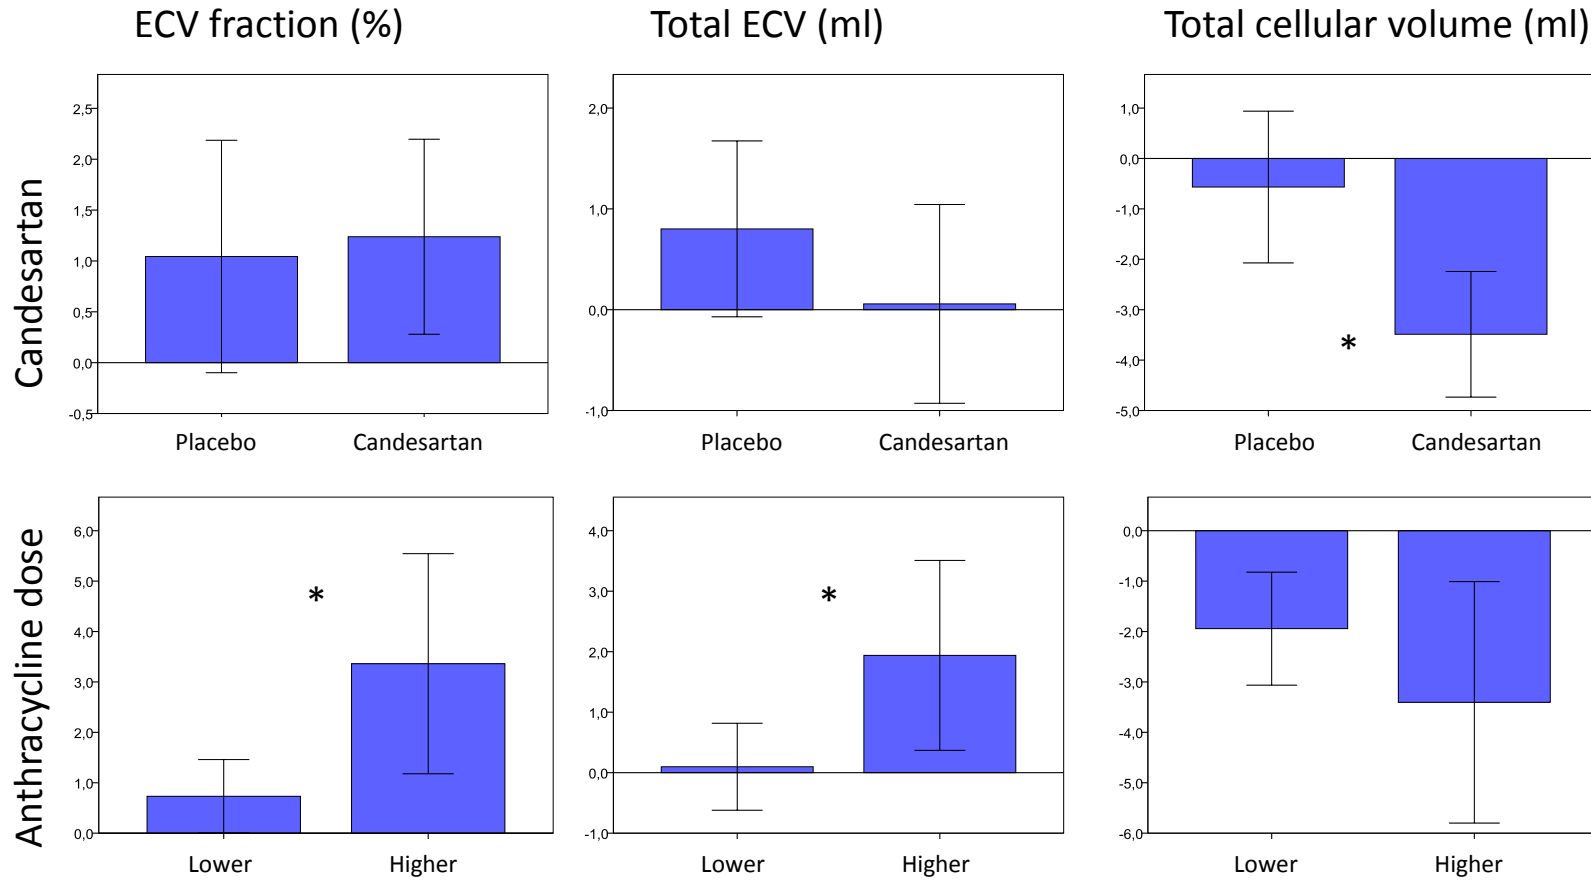 ECV fraction (%)
Total ECV (ml)
Total cellular volume (ml)
Candesartan
2,5
2,0
1,5
1,0
0,5
0,0
-0,5
Placebo
Candesartan
2,0
1,0
0,0
-1,0
Placebo
Candesartan
1,0
0,0
-1,0
-2,0
-3,0
-4,0
-5,0
*
Placebo
Candesartan
Anthracycline dose
6,0
5,0
4,0
3,0
2,0
1,0
0,0
*
Lower
Higher
4,0
3,0
2,0
1,0
0,0
-1,0
*
Lower
Higher
0,0
-1,0
-2,0
-3,0
-4,0
-5,0
-6,0
Lower
Higher